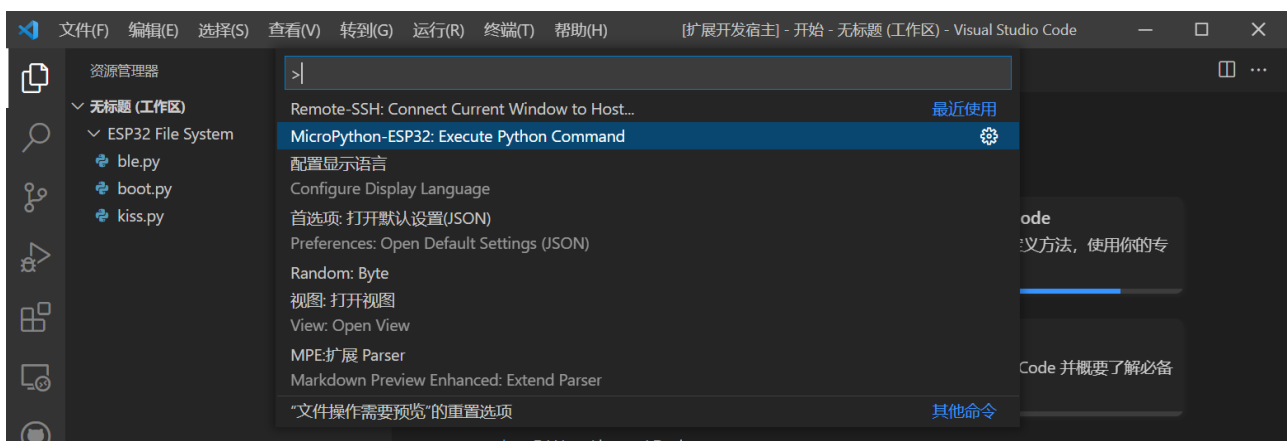 文件(F) 编辑(E) 选择(S) 查看(V) 转到(G) 运行(R) 终端(T) 帮助(H) [扩展开发宿主] - 开始 - 无标题 (工作区) - Visual Studio Code
资源管理器
无标题 (工作区)
ESP32 File System
ble.py
boot.py
kiss.py
>
Remote-SSH: Connect Current Window to Host... 最近使用
MicroPython-ESP32: Execute Python Command
配置显示语言
Configure Display Language
首选项: 打开默认设置(JSON)
Preferences: Open Default Settings (JSON)
Random: Byte
视图: 打开视图
View: Open View
MPE:扩展 Parser
Markdown Preview Enhanced: Extend Parser
“文件操作需要预览”的重置选项 其他命令
ode
义方法，使用你的专
Code 并概要了解必备